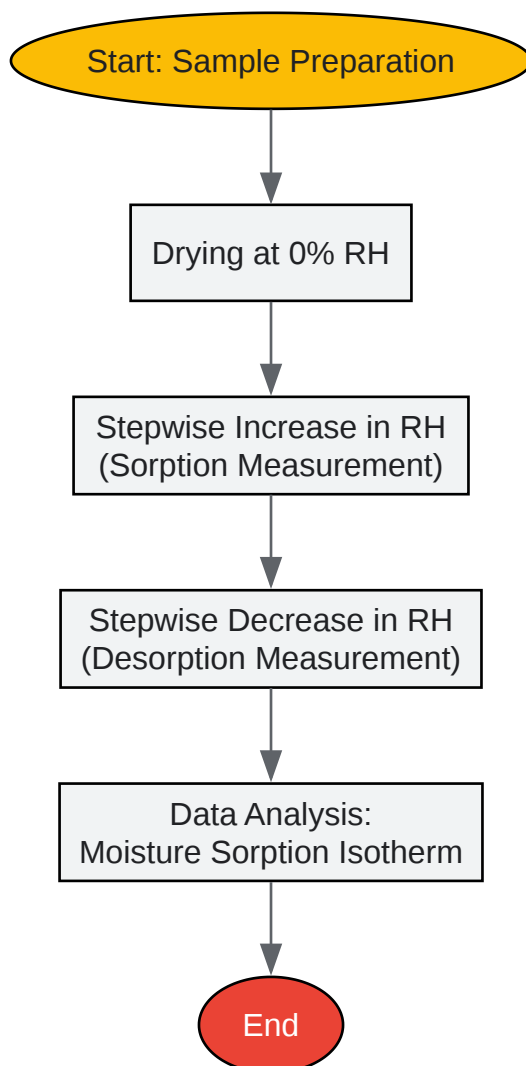 Start: Sample Preparation
Drying at 0% RH
Stepwise Increase in RH
(Sorption Measurement)
Stepwise Decrease in RH
(Desorption Measurement)
Data Analysis:
Moisture Sorption Isotherm
End